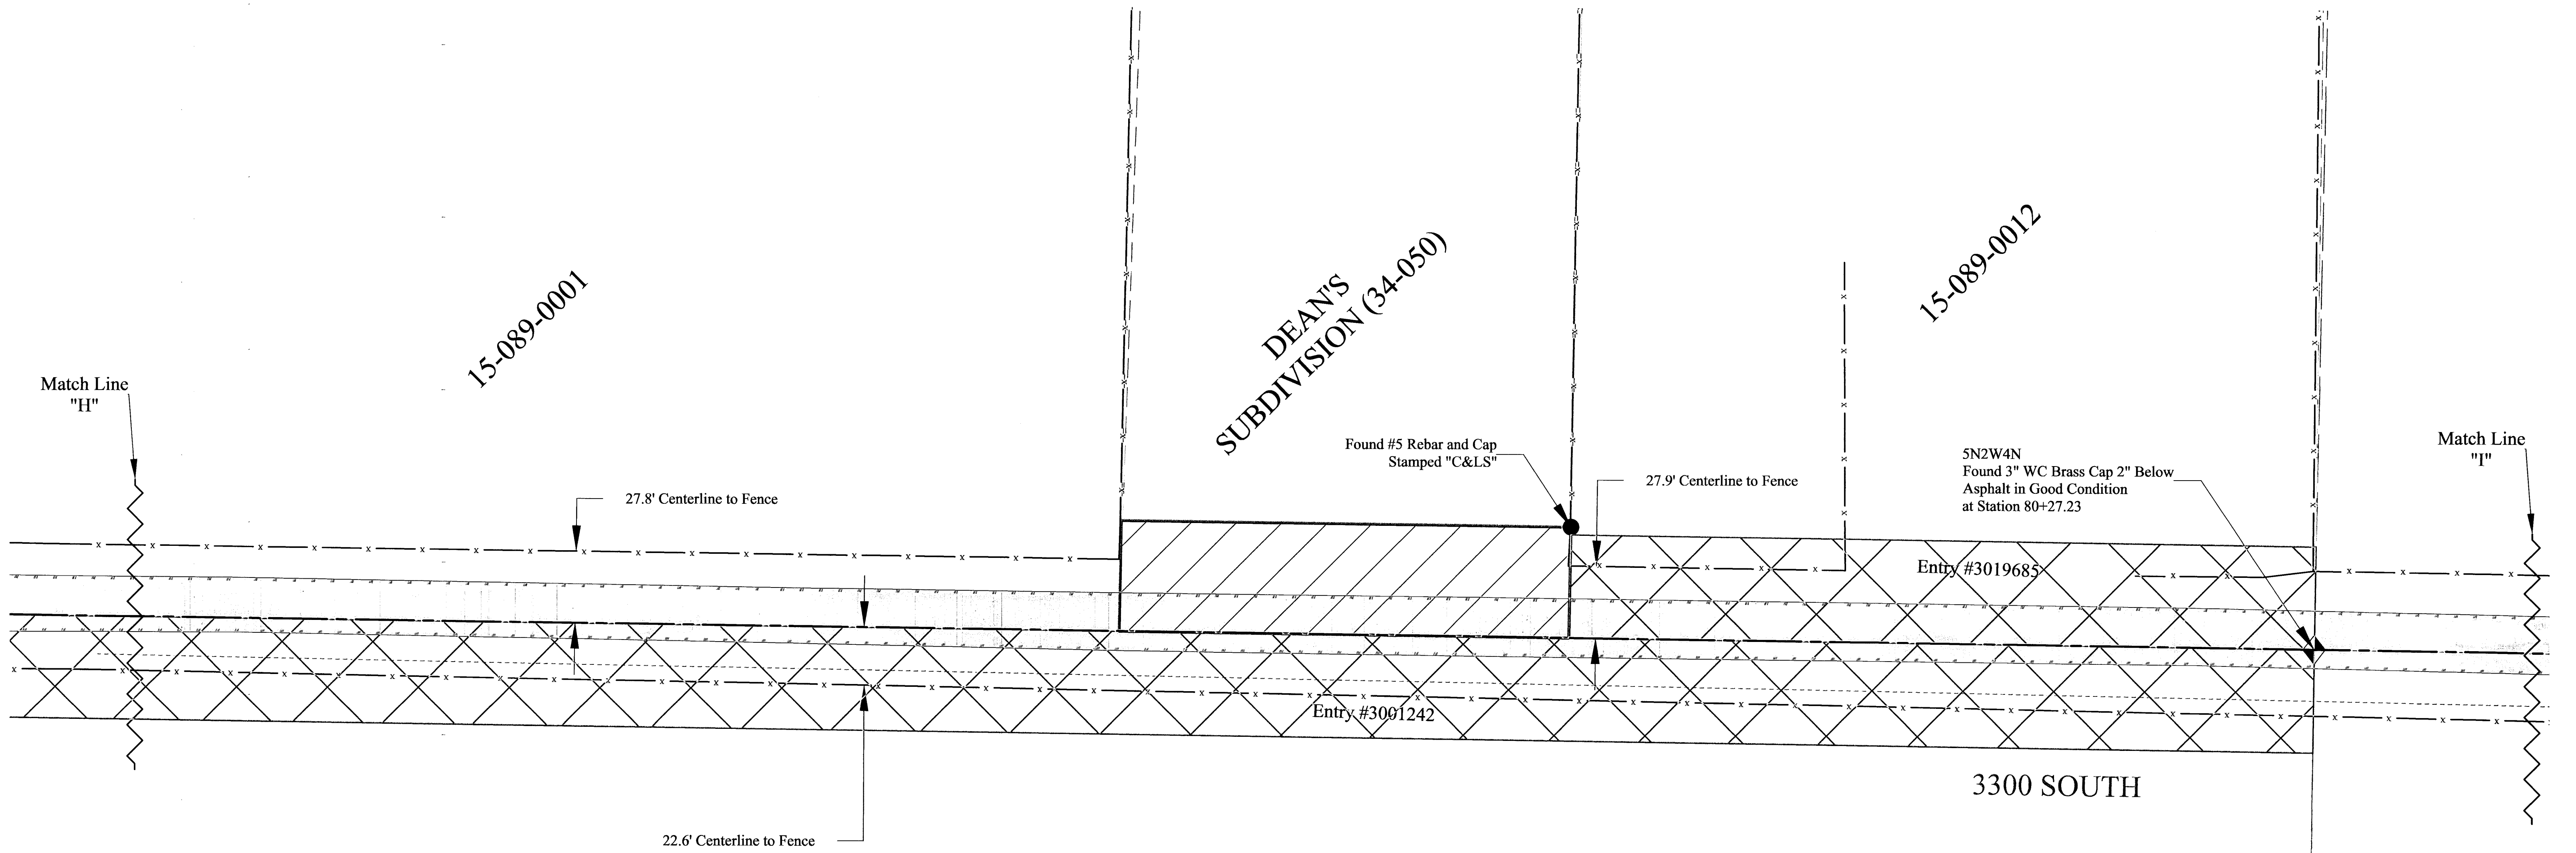 15-089-0001
DEAN'S
SUBDIVISION (34-050)
15-089-0012
Match Line
"H"
Match Line
"I"
Found #5 Rebar and Cap
Stamped "C&LS"
5N2W4N
Found 3" WC Brass Cap 2" Below
Asphalt in Good Condition
at Station 80+27.23
27.8' Centerline to Fence
27.9' Centerline to Fence
Entry #3019685
Entry #3001242
3300 SOUTH
22.6' Centerline to Fence